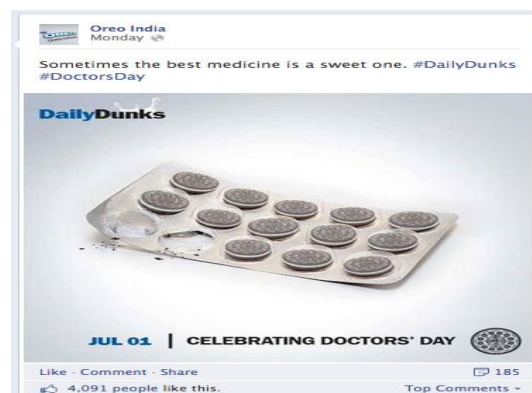 Oreo India
Monday
Sometimes the best medicine is a sweet one. #DailyDunks
#DoctorsDay
DailyDunks
JUL 01 | CELEBRATING DOCTORS' DAY
Like · Comment · Share
185
4,091 people like this.
Top Comments